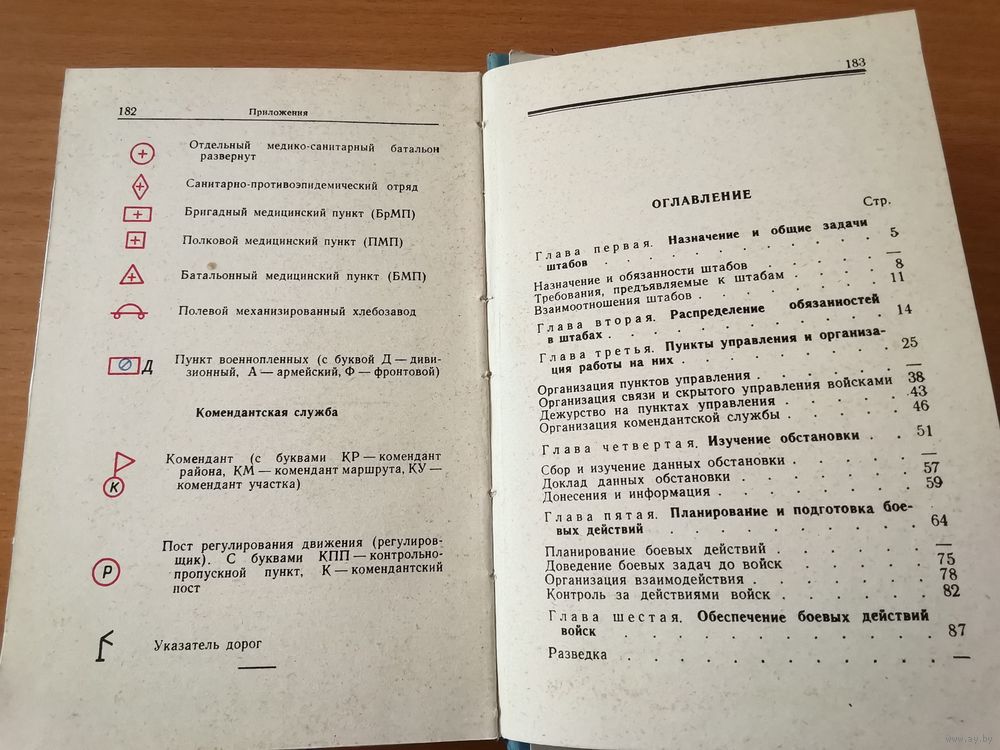 182
Приложения
Отдельный медико-санитарный батальон
развернут
Санитарно-противоэпидемический отряд
Бригадный медицинский пункт (БрМП)
Полковой медицинский пункт (ПМП)
Батальонный медицинский пункт (БМП)
Полевой механизированный хлебозавод
Д
Пункт военнопленных (с буквой Д — диви-
зионный, А — армейский, Ф — фронтовой)
Комендантская служба
К
Комендант (с буквами КР — комендант
района, КМ — комендант маршрута, КУ —
комендант участка)
Р
Пост регулирования движения (регулиров-
щик). С буквами КПП — контрольно-
пропускной пункт, К — комендантский
пост
Указатель дорог
183
ОГЛАВЛЕНИЕ
Стр.
Глава первая. Назначение и общие задачи
штабов . . . . . . . . . . . . 5
Назначение и обязанности штабов . . . . . —
Требования, предъявляемые к штабам . . . . 8
Взаимоотношения штабов . . . . . . . . 11
Глава вторая. Распределение обязанностей
в штабах . . . . . . . . . . . . 14
Глава третья. Пункты управления и организа-
ция работы на них . . . . . . . . . 25
Организация пунктов управления . . . . . . —
Организация связи и скрытого управления войсками 38
Дежурство на пунктах управления . . . . . 43
Организация комендантской службы . . . . . 46
Глава четвертая. Изучение обстановки . . 51
Сбор и изучение данных обстановки . . . . . —
Доклад данных обстановки . . . . . . . 57
Донесения и информация . . . . . . . . 59
Глава пятая. Планирование и подготовка бое-
вых действий . . . . . . . . . . 64
Планирование боевых действий . . . . . . —
Доведение боевых задач до войск . . . . . 75
Организация взаимодействия . . . . . . . 78
Контроль за действиями войск . . . . . . 82
Глава шестая. Обеспечение боевых действий
войск . . . . . . . . . . . . 87
Разведка . . . . . . . . . . . . —
www.ay.by